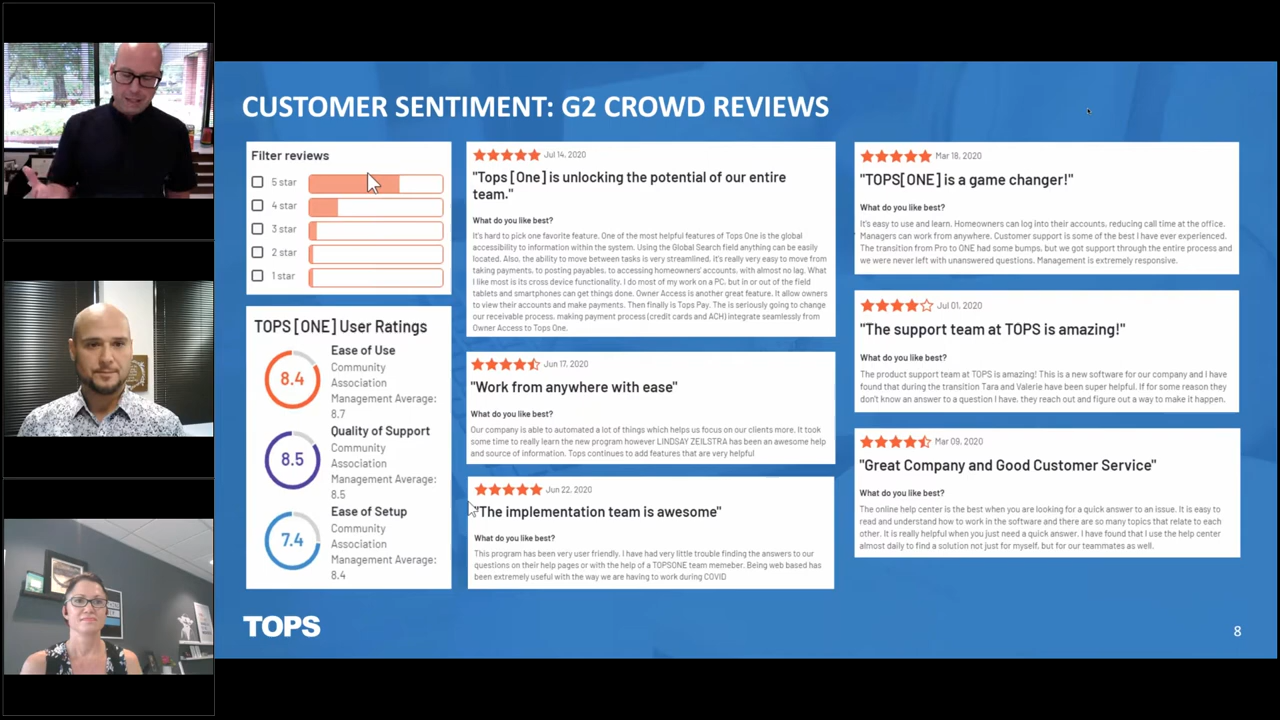 CUSTOMER SENTIMENT: G2 CROWD REVIEWS
Filter reviews
5 star
4 star
3 star
2 star
1 star
TOPS [ONE] User Ratings
8.4
Ease of Use
Community
Association
Management Average:
8.7
8.5
Quality of Support
Community
Association
Management Average:
8.5
7.4
Ease of Setup
Community
Association
Management Average:
8.4
Jul 14, 2020
"Tops [One] is unlocking the potential of our entire
team."
What do you like best?
It's hard to pick one favorite feature. One of the most helpful features of Tops One is the global
accessibility to information within the system. Using the Global Search field anything can be easily
located. Also, the ability to move between tasks is very streamlined. It's really very easy to move from
taking payments, to posting payables, to accessing homeowners' accounts, with almost no lag. What
I like most is its cross device functionality. I do most of my work on a PC, but in or out of the field
tablets and smartphones can get things done. Owner Access is another great feature. It allow owners
to view their accounts and make payments. Then finally is Tops Pay. The is seriously going to change
our receivable process. making payment process (credit cards and ACH) integrate seamlessly from
Owner Access to Tops One.
Jun 17, 2020
"Work from anywhere with ease"
What do you like best?
Our company is able to automated a lot of things which helps us focus on our clients more. It took
some time to really learn the new program however LINDSAY ZEILSTRA has been an awesome help
and source of information. Tops continues to add features that are very helpful
Jun 22, 2020
"The implementation team is awesome"
What do you like best?
This program has been very user friendly. I have had very little trouble finding the answers to our
questions on their help pages or with the help of a TOPSONE team memeber. Being web based has
been extremely useful with the way we are having to work during COVID
Mar 18, 2020
"TOPS[ONE] is a game changer!"
What do you like best?
It's easy to use and learn. Homeowners can log into their accounts, reducing call time at the office.
Managers can work from anywhere. Customer support is some of the best I have ever experienced.
The transition from Pro to ONE had some bumps, but we got support through the entire process and
we were never left with unanswered questions. Management is extremely responsive.
Jul 01, 2020
"The support team at TOPS is amazing!"
What do you like best?
The product support team at TOPS is amazing! This is a new software for our company and I have
found that during the transition Tara and Valerie have been super helpful. If for some reason they
don't know an answer to a question I have, they reach out and figure out a way to make it happen.
Mar 09, 2020
"Great Company and Good Customer Service"
What do you like best?
The online help center is the best when you are looking for a quick answer to an issue. It is easy to
read and understand how to work in the software and there are so many topics that relate to each
other. It is really helpful when you just need a quick answer. I have found that I use the help center
almost daily to find a solution not just for myself, but for our teammates as well.
TOPS
8